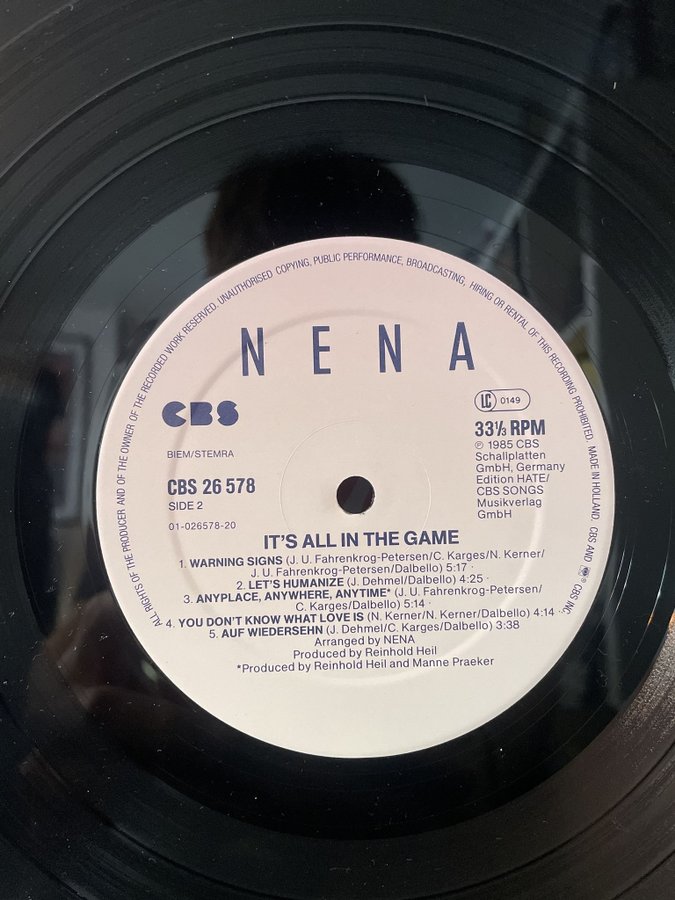 ALL RIGHTS OF THE PRODUCER AND OF THE OWNER OF THE RECORDED WORK RESERVED. UNAUTHORISED COPYING, PUBLIC PERFORMANCE, BROADCASTING, HIRING OR RENTAL OF THIS RECORDING PROHIBITED. MADE IN HOLLAND. CBS AND ® CBS INC.
NENA
CBS
LC 0149
33⅓ RPM
℗ 1985 CBS
Schallplatten
GmbH, Germany
Edition HATE/
CBS SONGS
Musikverlag
GmbH
BIEM/STEMRA
CBS 26 578
SIDE 2
01-026578-20
IT'S ALL IN THE GAME
1. WARNING SIGNS (J. U. Fahrenkrog-Petersen/C. Karges/N. Kerner/
J. U. Fahrenkrog-Petersen/Dalbello) 5:17 ·
2. LET'S HUMANIZE (J. Dehmel/Dalbello) 4:25 ·
3. ANYPLACE, ANYWHERE, ANYTIME* (J. U. Fahrenkrog-Petersen/
C. Karges/Dalbello) 5:14 ·
4. YOU DON'T KNOW WHAT LOVE IS (N. Kerner/N. Kerner/Dalbello) 4:14 ·
5. AUF WIEDERSEHN (J. Dehmel/C. Karges/Dalbello) 3:38
Arranged by NENA
Produced by Reinhold Heil
*Produced by Reinhold Heil and Manne Praeker